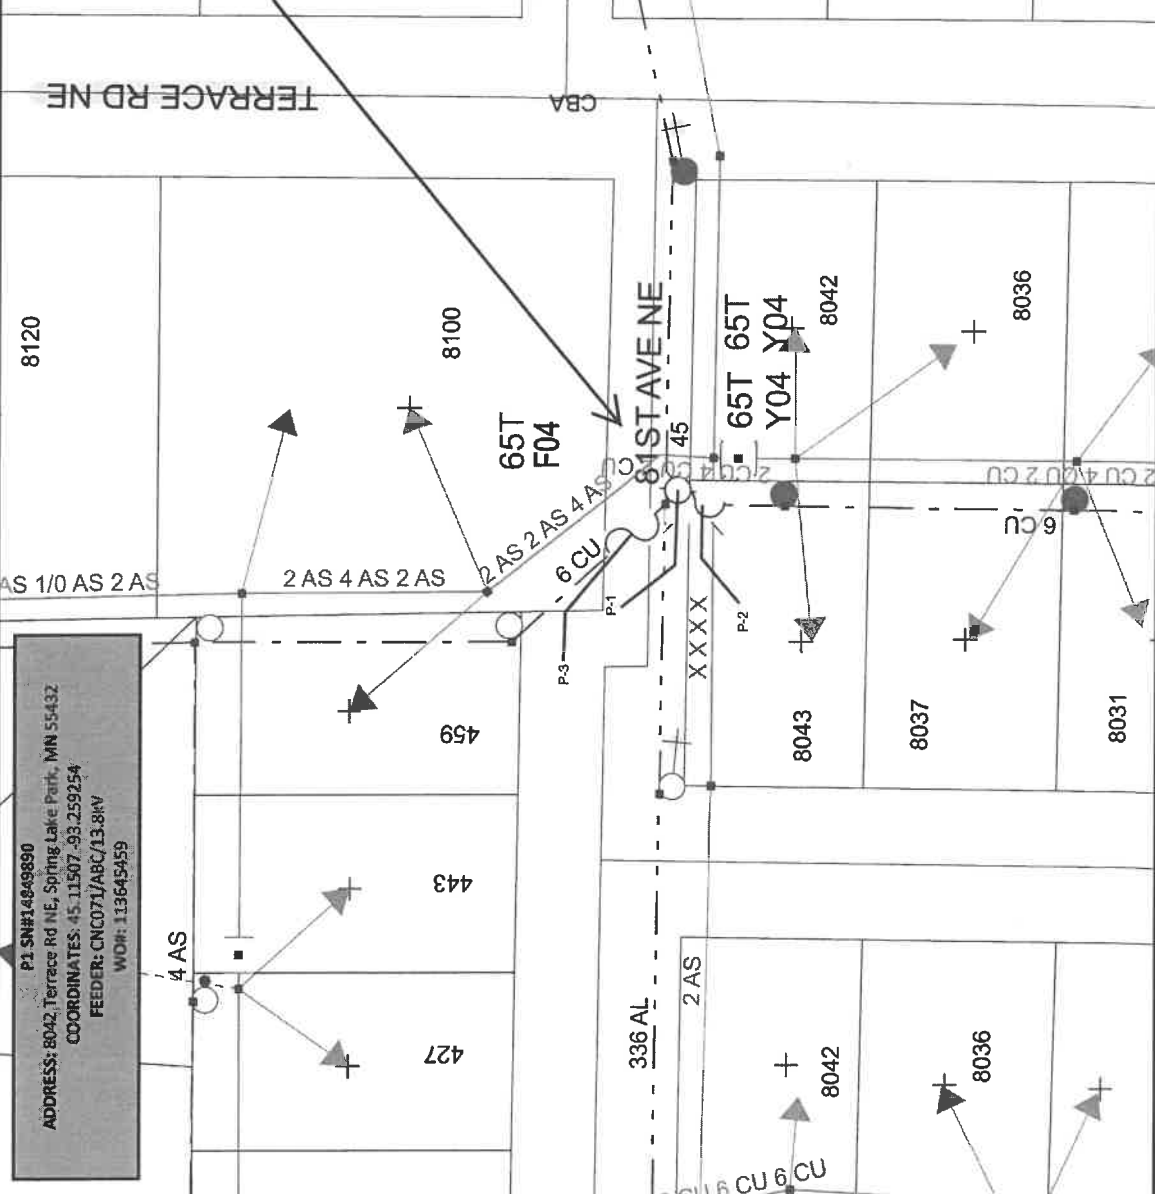 TERRACE RD NE
CBA
8120
8100
8042
8036
81ST AVE NE
65T
F04
65T 65T
Y04 Y04
45
CU
2 CU 4 CU
2 CU 4 CU 2 CU
6 CU
AS 1/0 AS 2 AS
2 AS 4 AS 2 AS
2 AS 2 AS 4 AS
6 CU
P-1
P-2
P-3
X X X X
8043
8037
8031
459
443
427
4 AS
P1 SN#14849890
ADDRESS: 8042 Terrace Rd NE, Spring Lake Park, MN 55432
COORDINATES: 45.11507 -93.259254
FEEDER: CNC071/ABC/13.8kV
WO#: 113645459
336 AL
2 AS
8042
8036
6 CU 6 CU